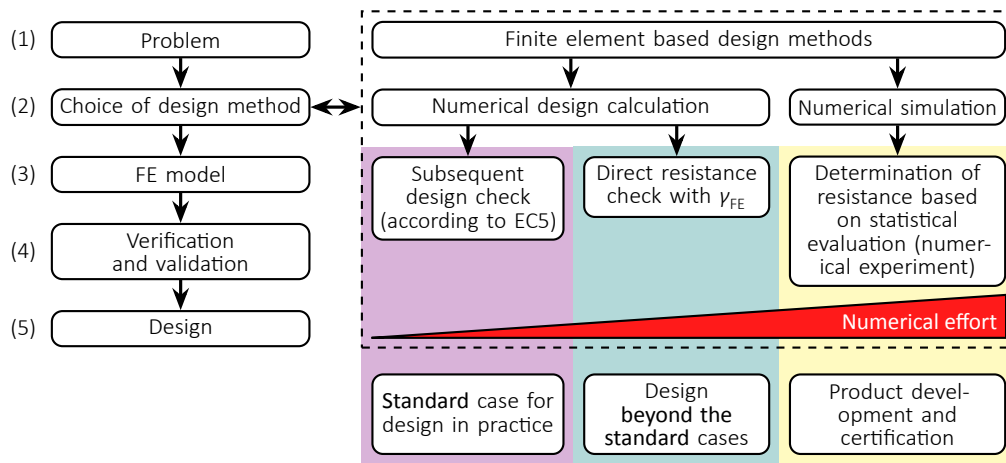 (1)
Problem
(2)
Choice of design method
(3)
FE model
(4)
Verification
and validation
(5)
Design
Finite element based design methods
Numerical design calculation
Numerical simulation
Subsequent
design check
(according to EC5)
Direct resistance
check with γFE
Determination of
resistance based
on statistical
evaluation (numer-
ical experiment)
Numerical effort
Standard case for
design in practice
Design
beyond the
standard cases
Product devel-
opment and
certification